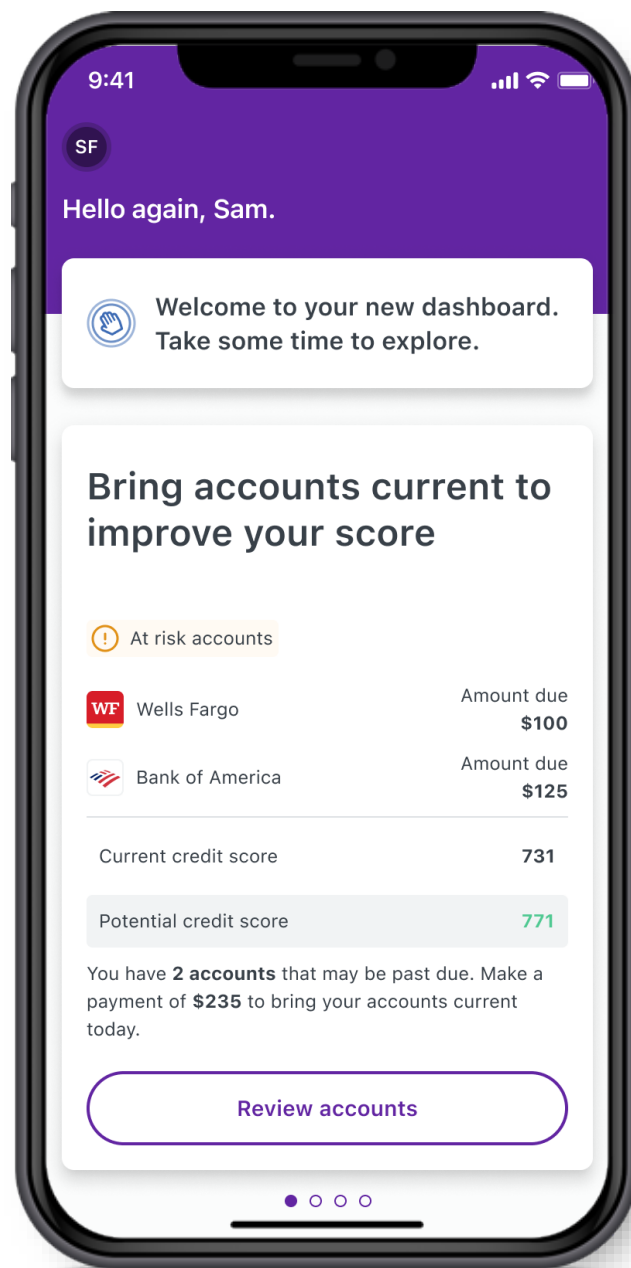 9:41
SF
Hello again, Sam.
Welcome to your new dashboard.
Take some time to explore.
Bring accounts current to
improve your score
At risk accounts
WF Wells Fargo
Amount due
$100
Bank of America
Amount due
$125
Current credit score 731
Potential credit score 771
You have 2 accounts that may be past due. Make a
payment of $235 to bring your accounts current
today.
Review accounts